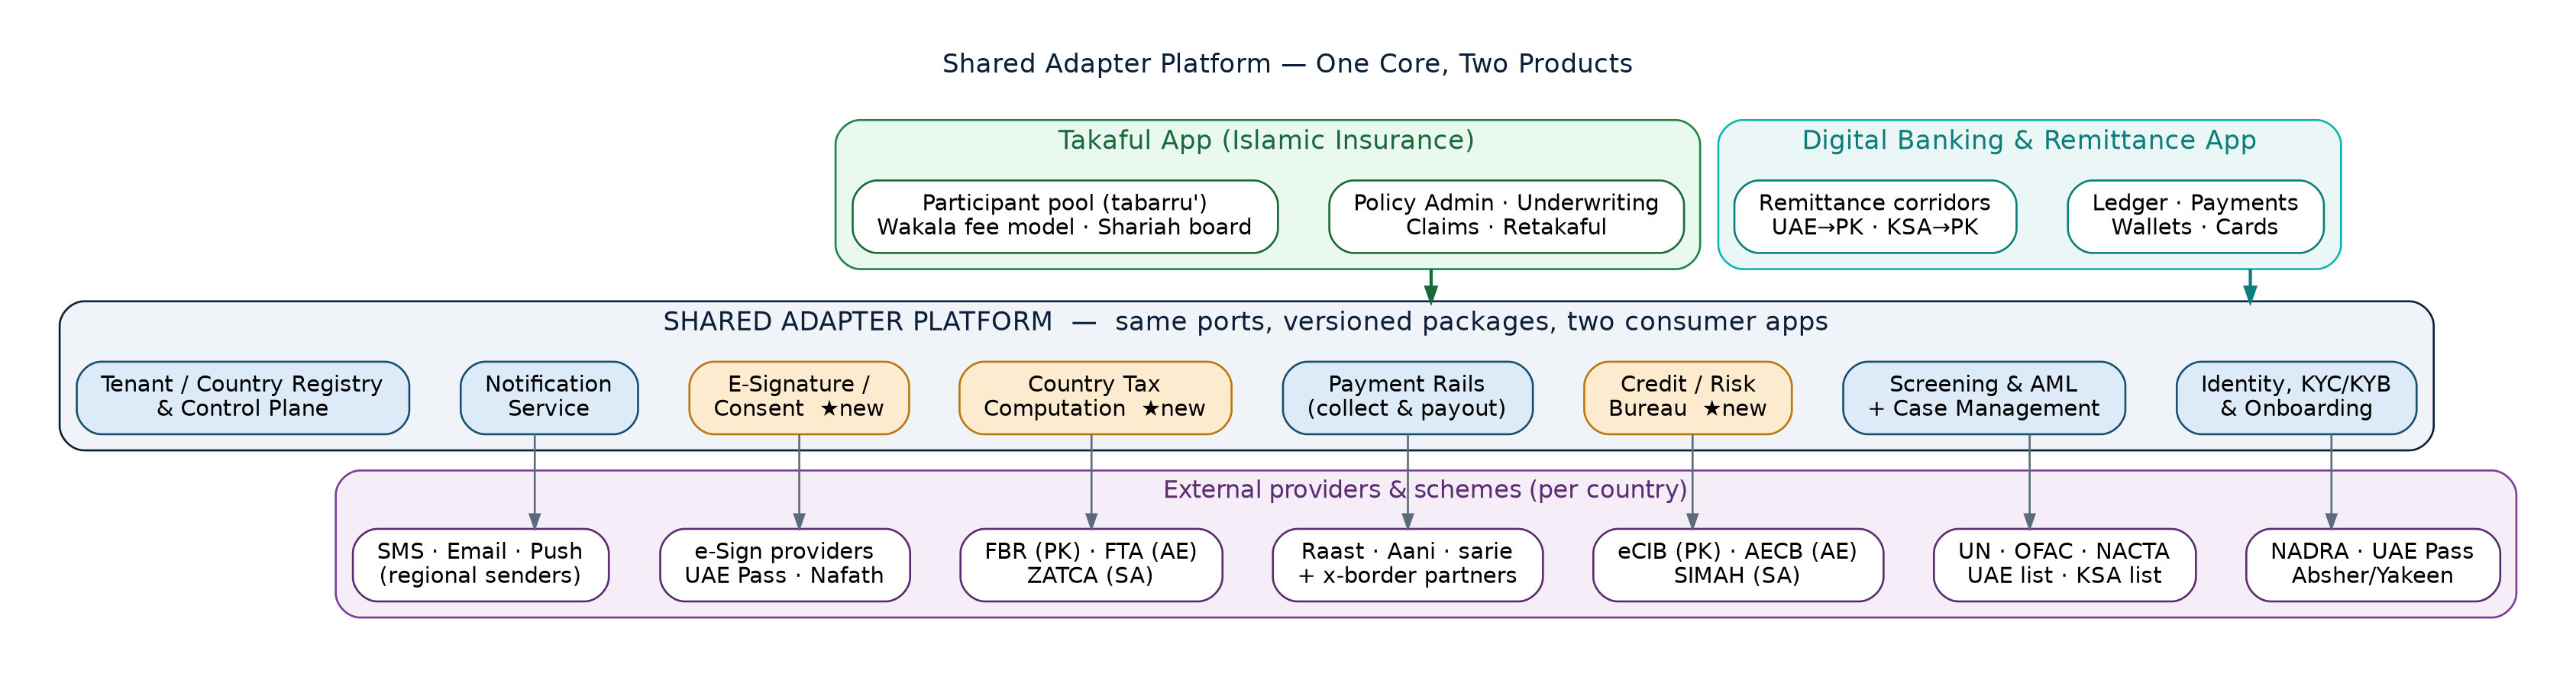 Shared Adapter Platform — One Core, Two Products
Takaful App (Islamic Insurance)
Participant pool (tabarru')
Wakala fee model · Shariah board
Policy Admin · Underwriting
Claims · Retakaful
Digital Banking & Remittance App
Remittance corridors
UAE→PK · KSA→PK
Ledger · Payments
Wallets · Cards
SHARED ADAPTER PLATFORM — same ports, versioned packages, two consumer apps
Tenant / Country Registry
& Control Plane
Notification
Service
E-Signature /
Consent ★new
Country Tax
Computation ★new
Payment Rails
(collect & payout)
Credit / Risk
Bureau ★new
Screening & AML
+ Case Management
Identity, KYC/KYB
& Onboarding
External providers & schemes (per country)
SMS · Email · Push
(regional senders)
e-Sign providers
UAE Pass · Nafath
FBR (PK) · FTA (AE)
ZATCA (SA)
Raast · Aani · sarie
+ x-border partners
eCIB (PK) · AECB (AE)
SIMAH (SA)
UN · OFAC · NACTA
UAE list · KSA list
NADRA · UAE Pass
Absher/Yakeen